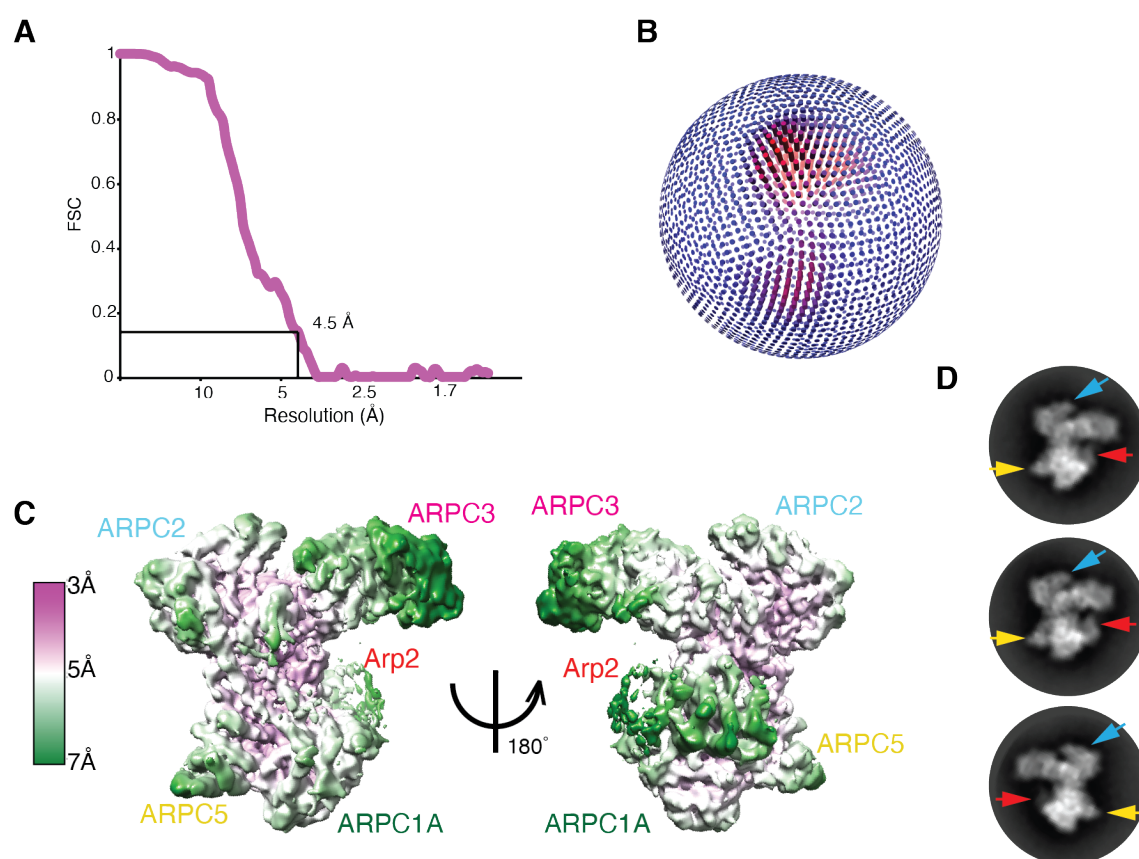 A
1
0.8
0.6
0.4
0.2
0
FSC
4.5 Å
10 5 2.5 1.7
Resolution (Å)
B
C
3Å
5Å
7Å
ARPC2
ARPC3
Arp2
ARPC5
ARPC1A
180°
ARPC3
ARPC2
Arp2
ARPC5
ARPC1A
D